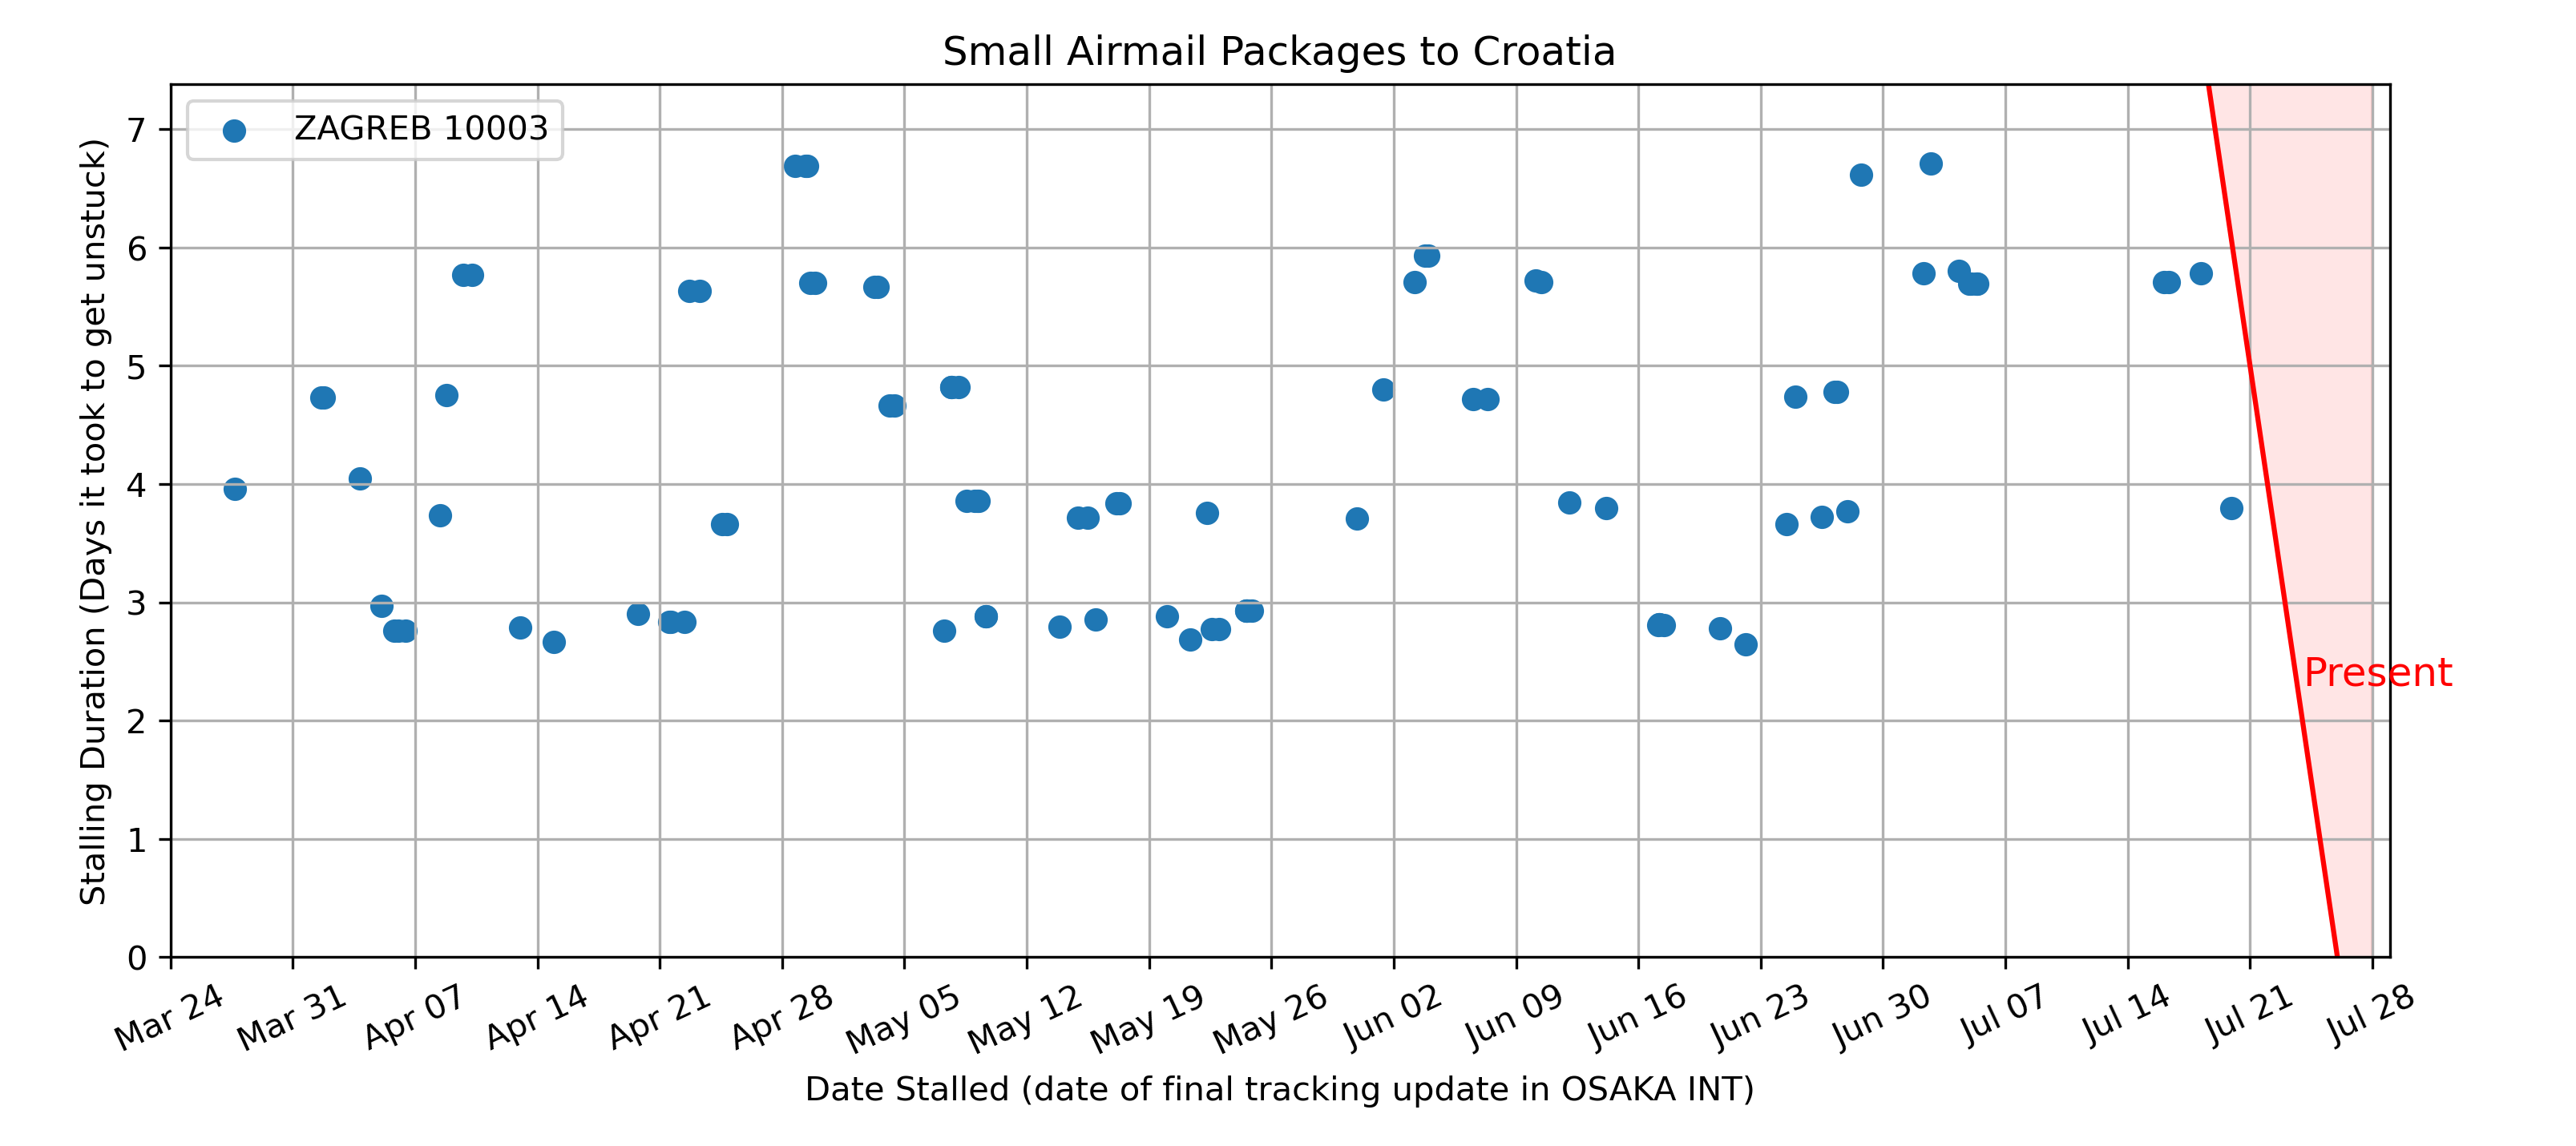 Small Airmail Packages to Croatia
ZAGREB 10003
Stalling Duration (Days it took to get unstuck)
7
6
5
4
3
2
1
0
Present
Mar 24
Mar 31
Apr 07
Apr 14
Apr 21
Apr 28
May 05
May 12
May 19
May 26
Jun 02
Jun 09
Jun 16
Jun 23
Jun 30
Jul 07
Jul 14
Jul 21
Jul 28
Date Stalled (date of final tracking update in OSAKA INT)